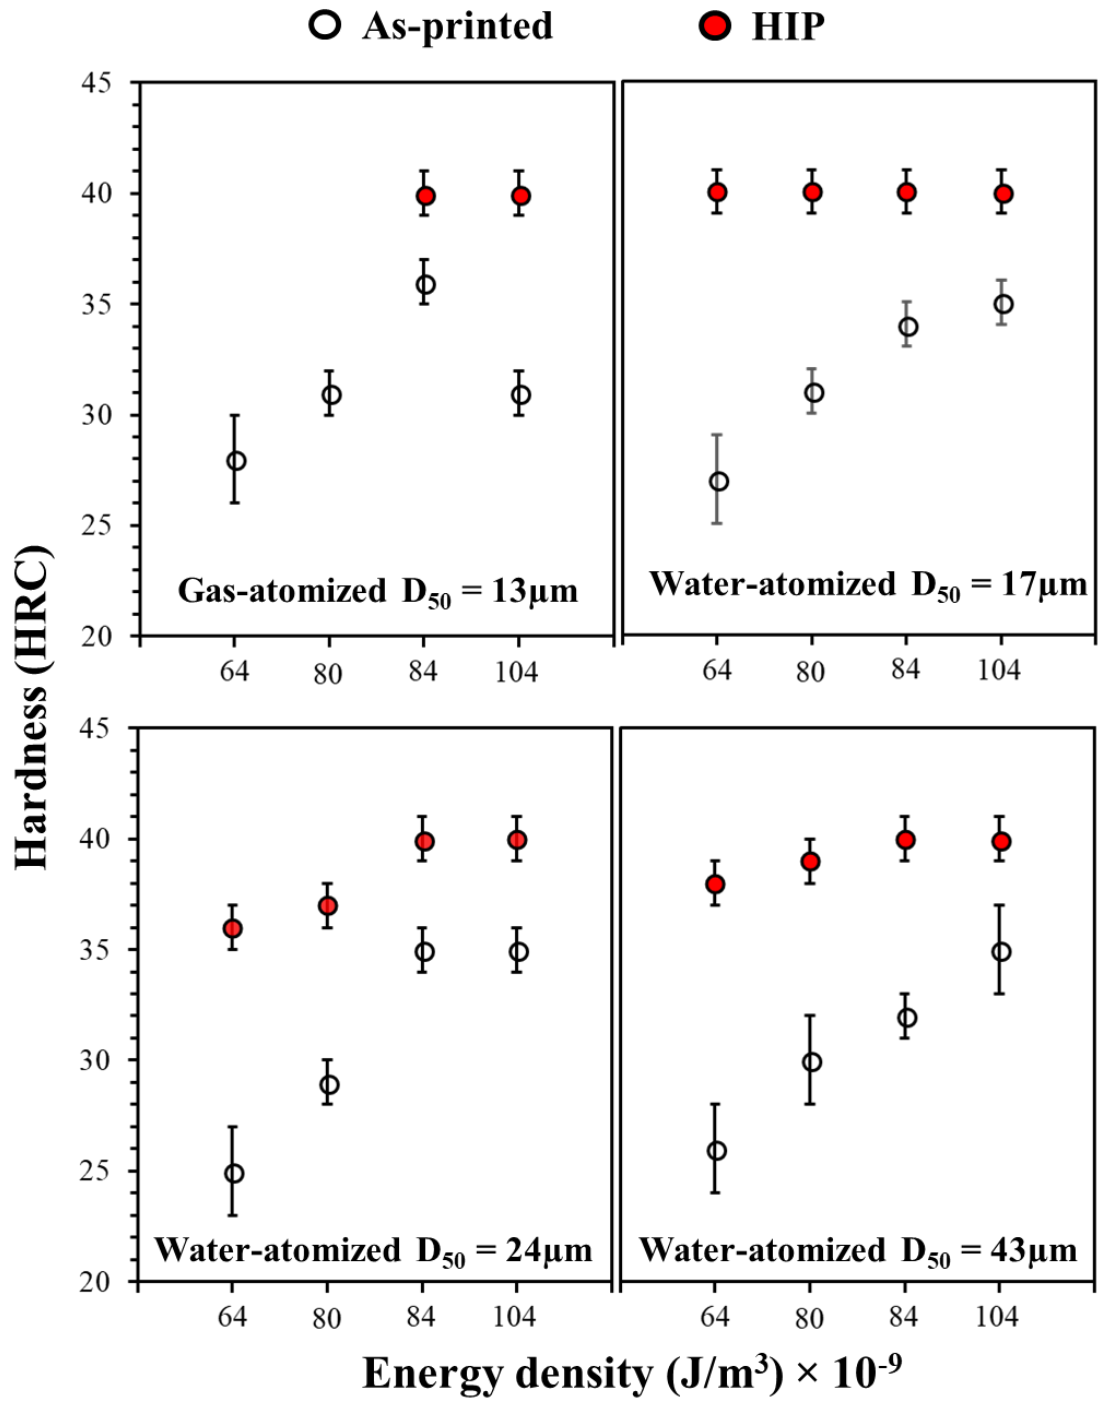 As-printed HIP
Hardness (HRC)
45
40
35
30
25
20
Gas-atomized D₅₀ = 13μm
64 80 84 104
Water-atomized D₅₀ = 17μm
64 80 84 104
45
40
35
30
25
20
Water-atomized D₅₀ = 24μm
64 80 84 104
Water-atomized D₅₀ = 43μm
64 80 84 104
Energy density (J/m³) × 10⁻⁹